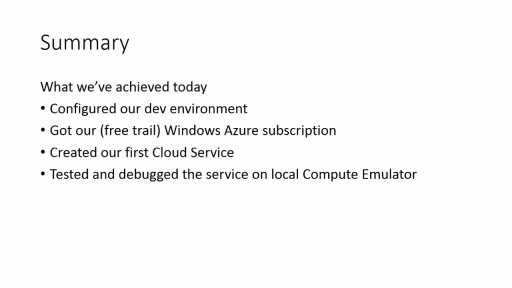 Summary
What we've achieved today
• Configured our dev environment
• Got our (free trail) Windows Azure subscription
• Created our first Cloud Service
• Tested and debugged the service on local Compute Emulator